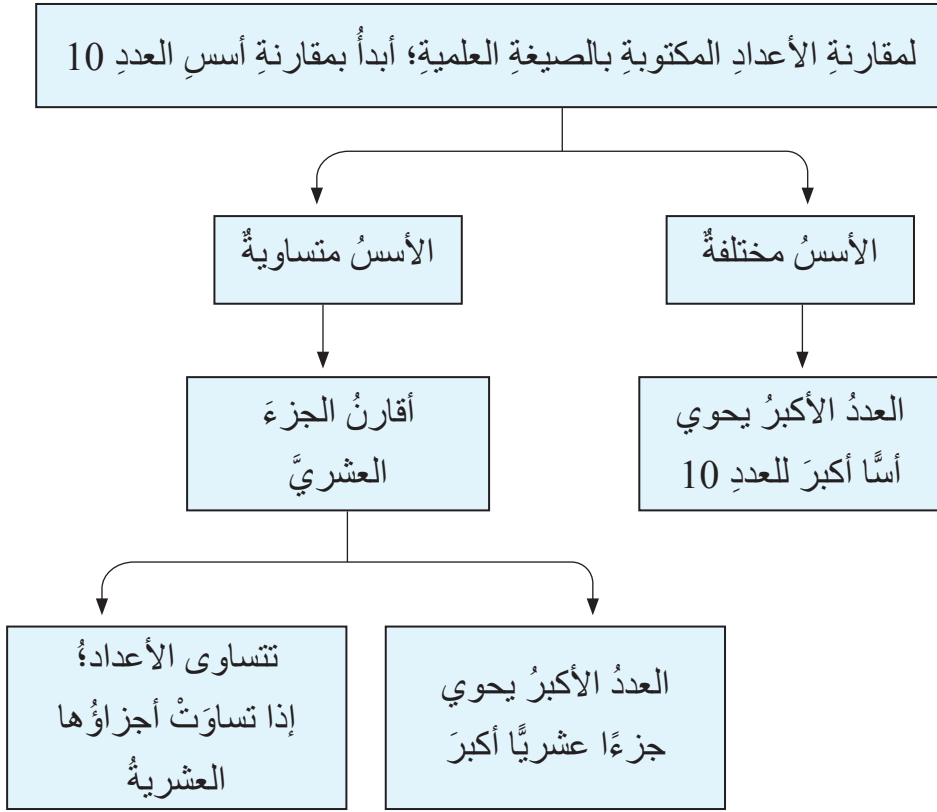 لمقارنةِ الأعدادِ المكتوبةِ بالصيغةِ العلميةِ؛ أبدأُ بمقارنةِ أسسِ العددِ 10
الأسسُ مختلفةٌ
الأسسُ متساويةٌ
العددُ الأكبرُ يحوي
أسًّا أكبرَ للعددِ 10
أقارنُ الجزءَ
العشريَّ
العددُ الأكبرُ يحوي
جزءًا عشريًّا أكبرَ
تتساوى الأعداد؛ُ
إذا تساوَتْ أجزاؤُها
العشريةُ